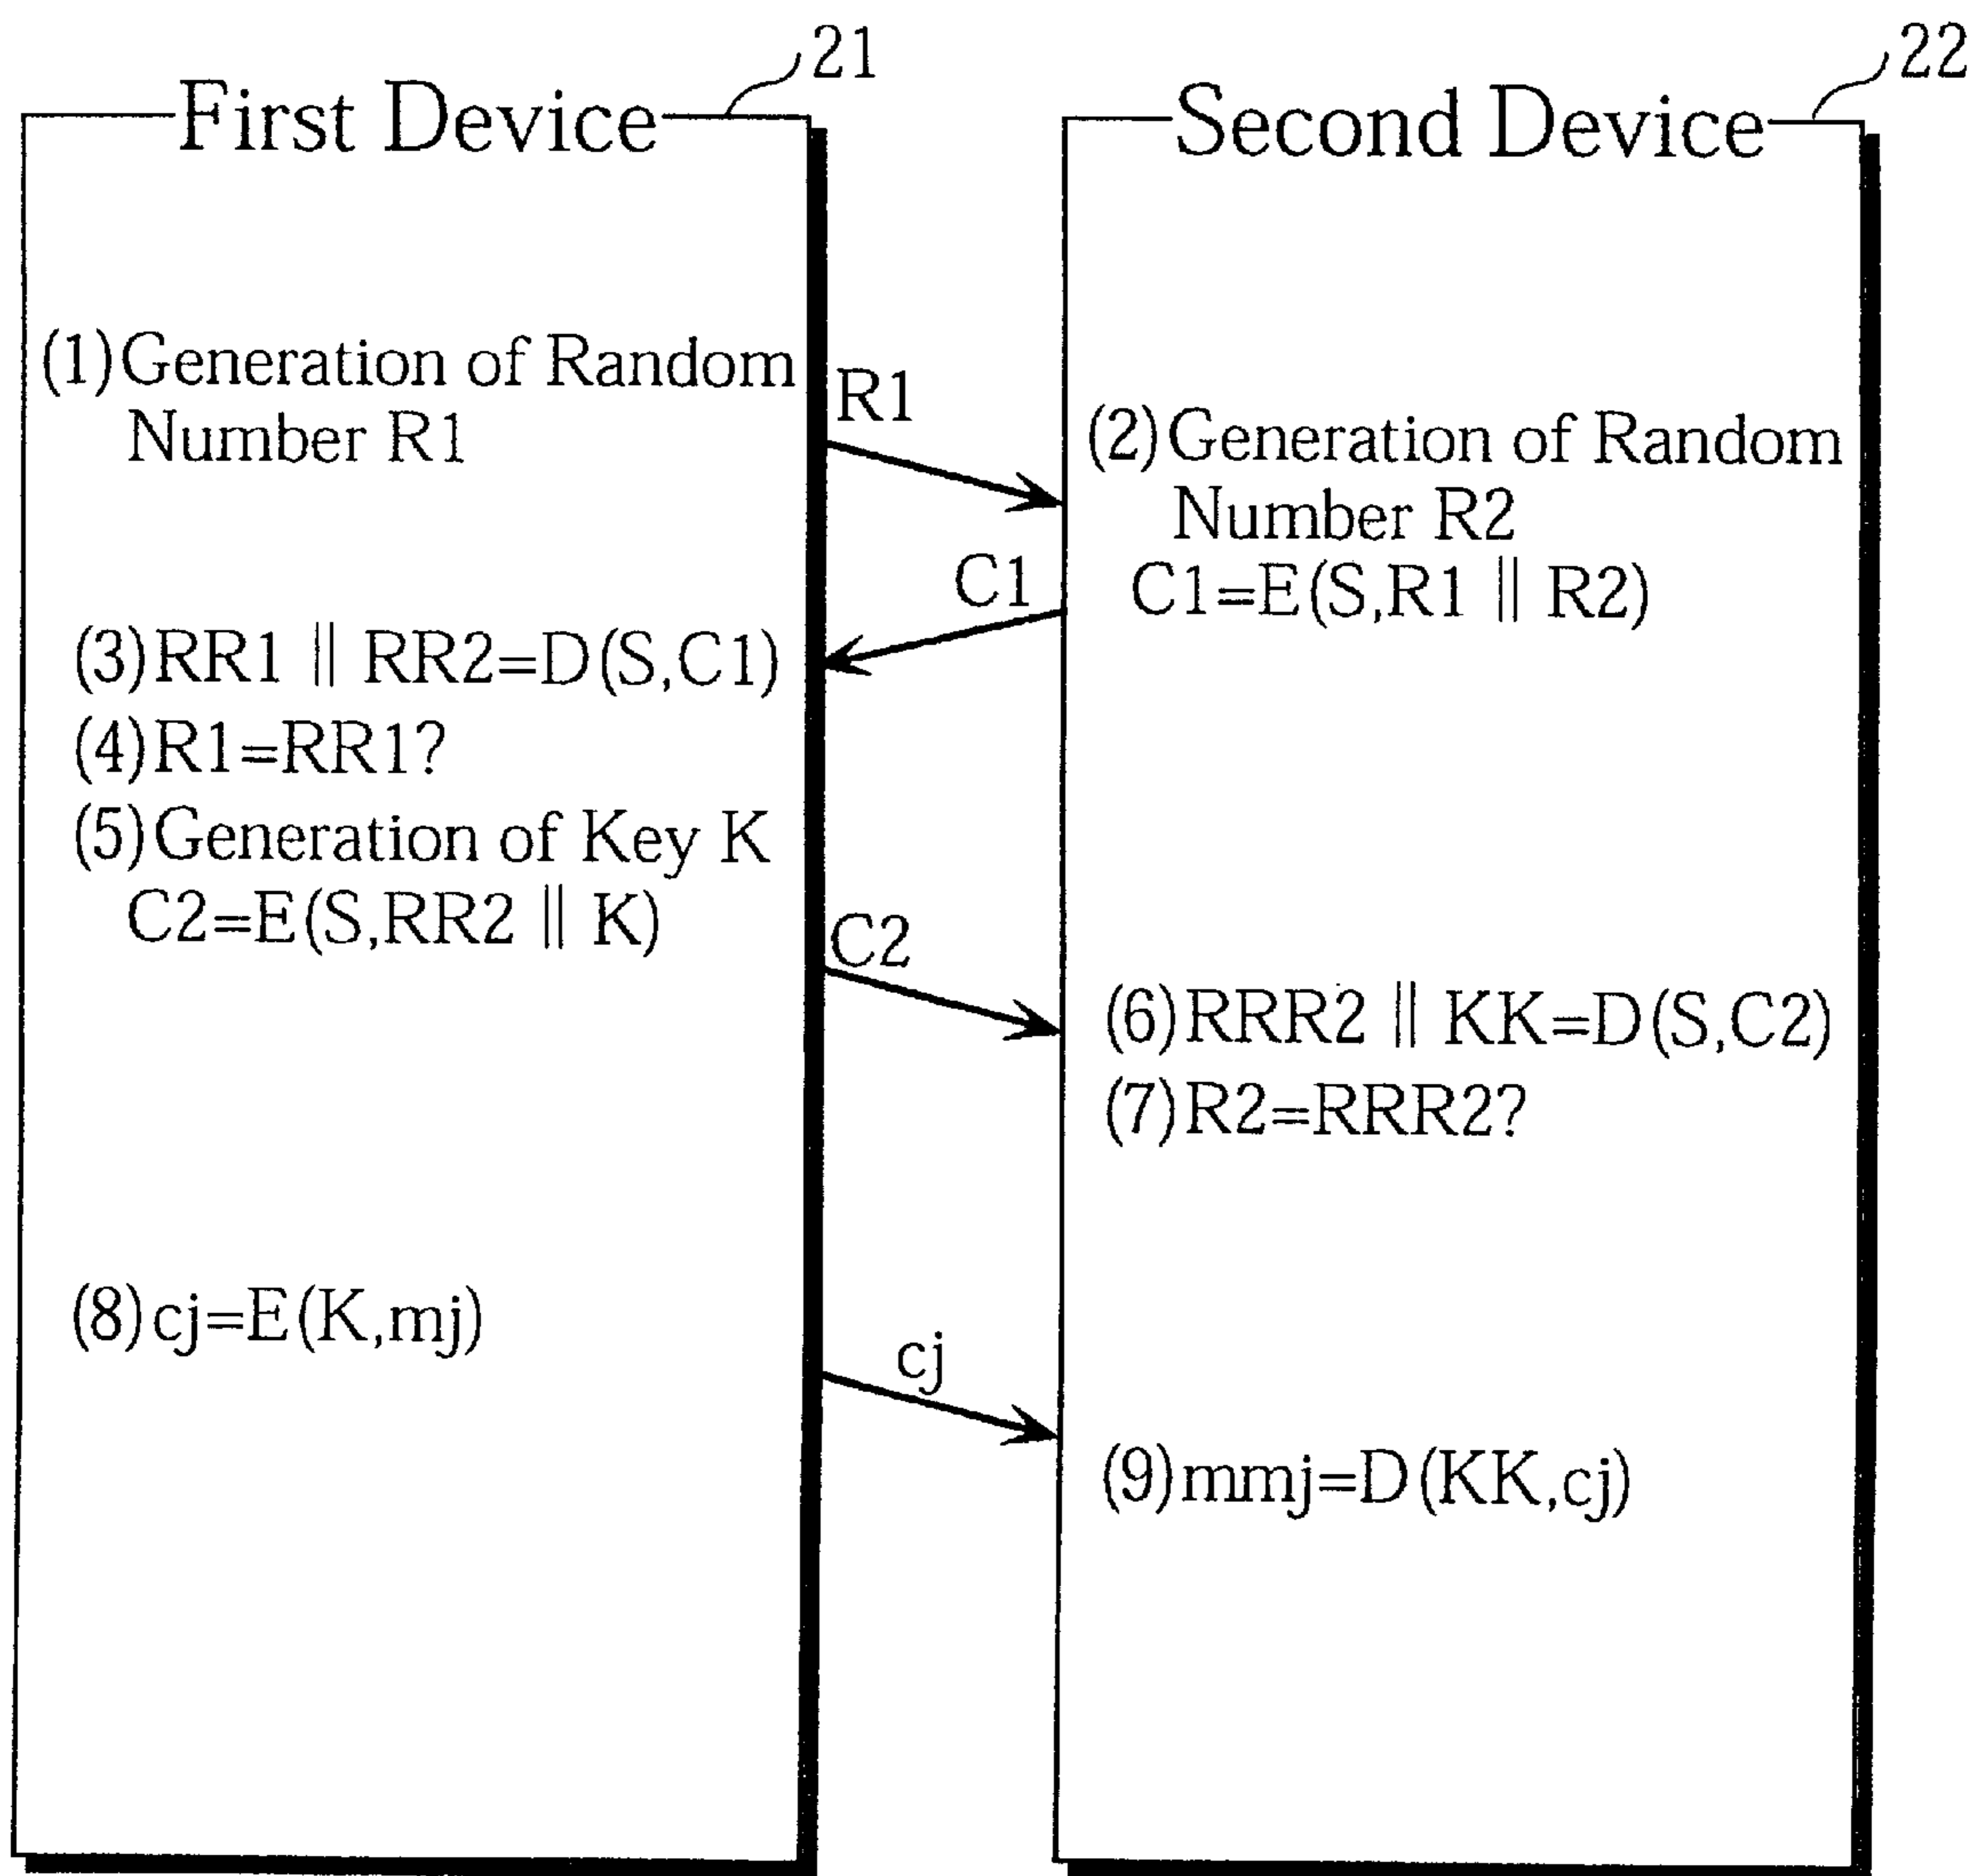 21
First Device
(1)Generation of Random
Number R1
R1
C1
(3)RR1 || RR2=D(S,C1)
(4)R1=RR1?
(5)Generation of Key K
C2=E(S,RR2 || K)
C2
(8)cj=E(K,mj)
cj
22
Second Device
(2)Generation of Random
Number R2
C1=E(S,R1 || R2)
(6)RRR2 || KK=D(S,C2)
(7)R2=RRR2?
(9)mmj=D(KK,cj)